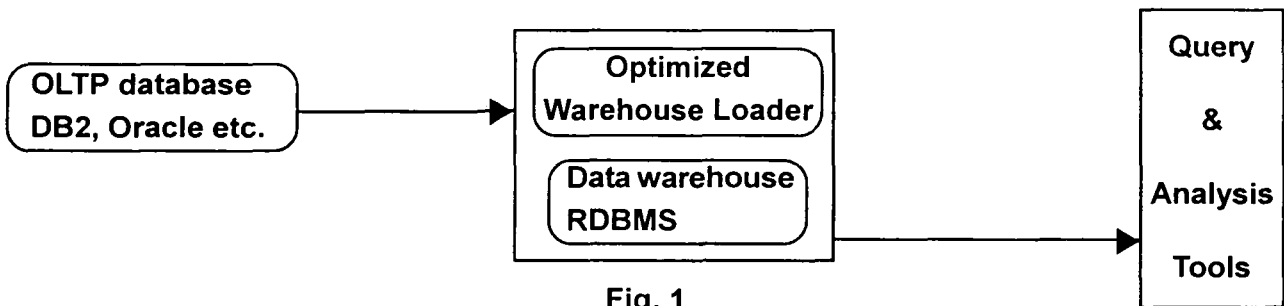 OLTP database
DB2, Oracle etc.
Optimized
Warehouse Loader
Data warehouse
RDBMS
Query
&
Analysis
Tools
Fig. 1